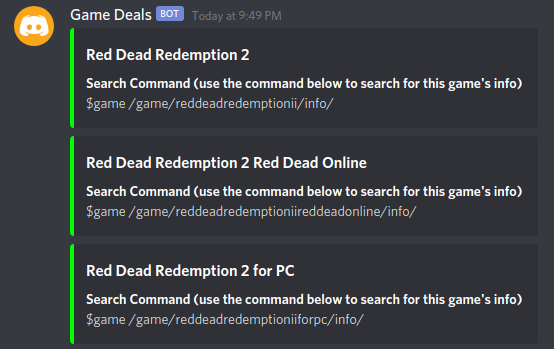 Game Deals BOT Today at 9:49 PM
Red Dead Redemption 2
Search Command (use the command below to search for this game's info)
$game /game/reddeadredemptionii/info/
Red Dead Redemption 2 Red Dead Online
Search Command (use the command below to search for this game's info)
$game /game/reddeadredemptioniireddeadonline/info/
Red Dead Redemption 2 for PC
Search Command (use the command below to search for this game's info)
$game /game/reddeadredemptioniiforpc/info/